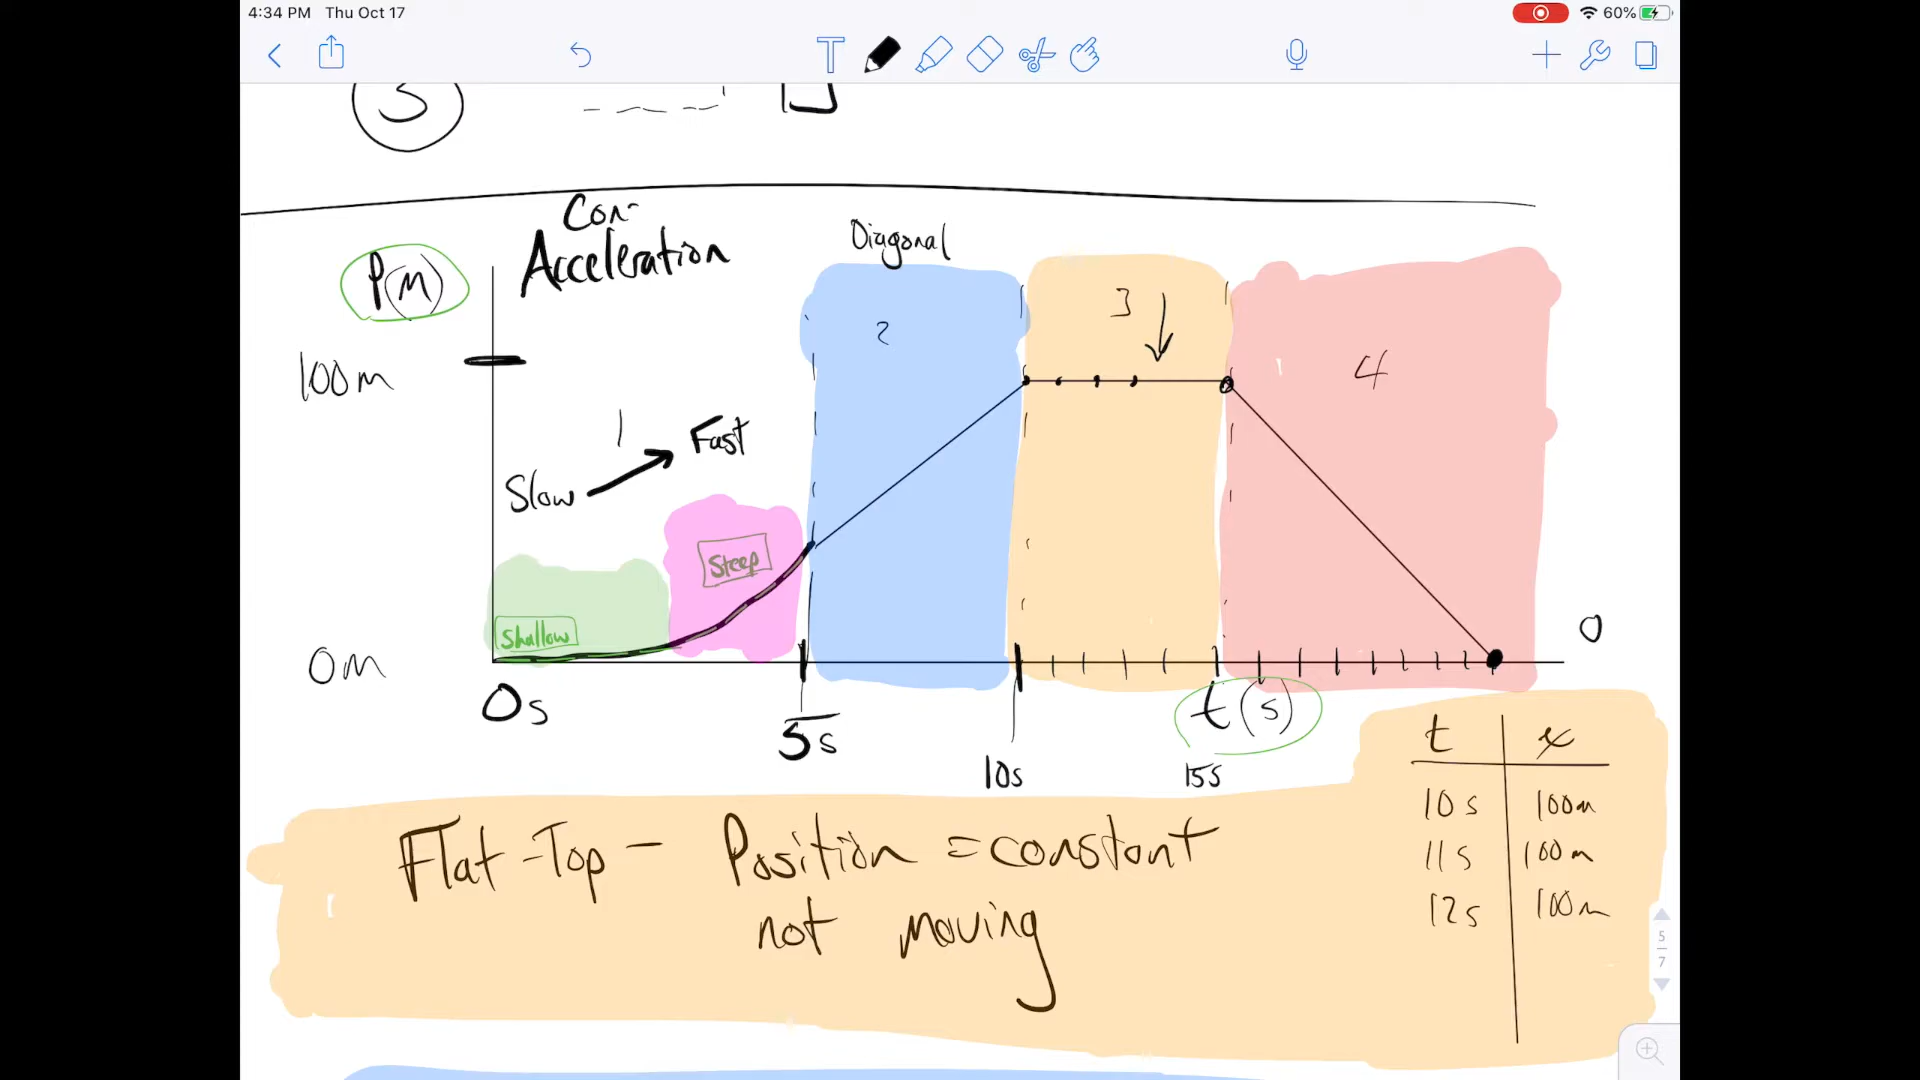 4:34 PM Thu Oct 17
60%
T
3
Con-
Acceleration
Diagonal
P(m)
2
3
4
100m
1
Fast
Slow
Steep
Shallow
0
0m
0s
t(s)
5s
10s
15s
t x
10s 100m
11s 100m
12s 100m
Flat-Top- Position = constant
not moving
5
7